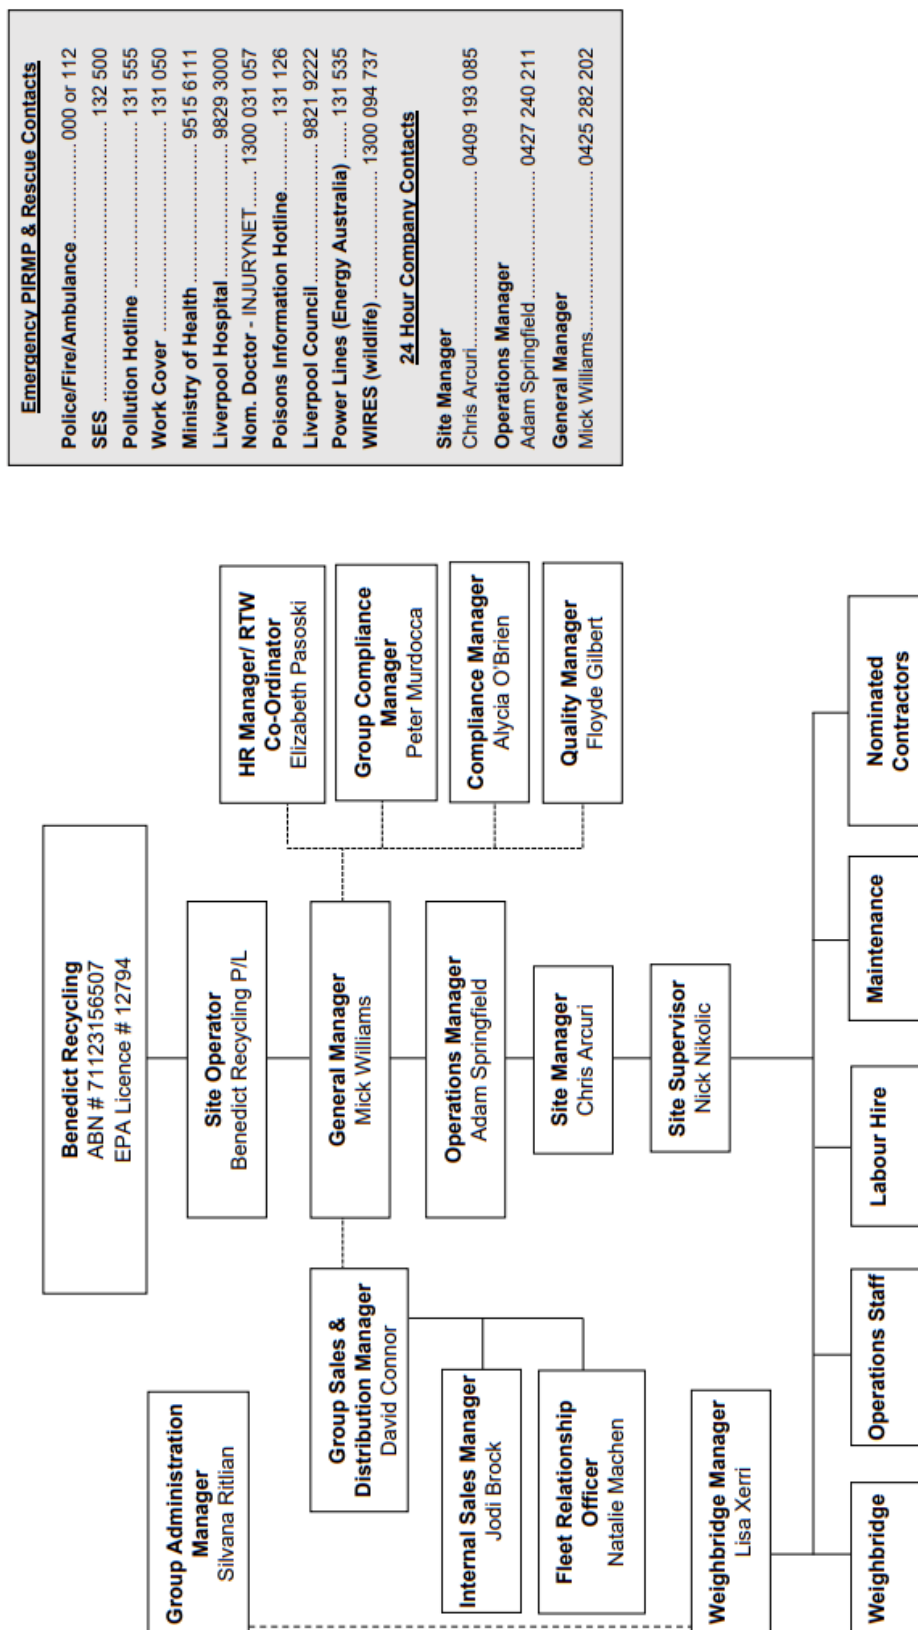 Emergency PIRMP & Rescue Contacts
Police/Fire/Ambulance.................. 000 or 112
SES ................................................ 132 500
Pollution Hotline ............................ 131 555
Work Cover ................................... 131 050
Ministry of Health ........................ 9515 6111
Liverpool Hospital ...................... 9829 3000
Nom. Doctor - INJURYNET....... 1300 031 057
Poisons Information Hotline....... 131 126
Liverpool Council ....................... 9821 9222
Power Lines (Energy Australia) ..... 131 535
WIRES (wildlife) .................... 1300 094 737
24 Hour Company Contacts
Site Manager
Chris Arcuri............................ 0409 193 085
Operations Manager
Adam Springfield.................... 0427 240 211
General Manager
Mick Williams.......................... 0425 282 202
Benedict Recycling
ABN # 71123156507
EPA Licence # 12794
Site Operator
Benedict Recycling P/L
General Manager
Mick Williams
HR Manager/ RTW
Co-Ordinator
Elizabeth Pasoski
Group Compliance
Manager
Peter Murdocca
Compliance Manager
Alycia O'Brien
Quality Manager
Floyde Gilbert
Operations Manager
Adam Springfield
Site Manager
Chris Arcuri
Site Supervisor
Nick Nikolic
Group Administration
Manager
Silvana Ritlian
Group Sales &
Distribution Manager
David Connor
Internal Sales Manager
Jodi Brock
Fleet Relationship
Officer
Natalie Machen
Weighbridge Manager
Lisa Xerri
Weighbridge
Operations Staff
Labour Hire
Maintenance
Nominated
Contractors